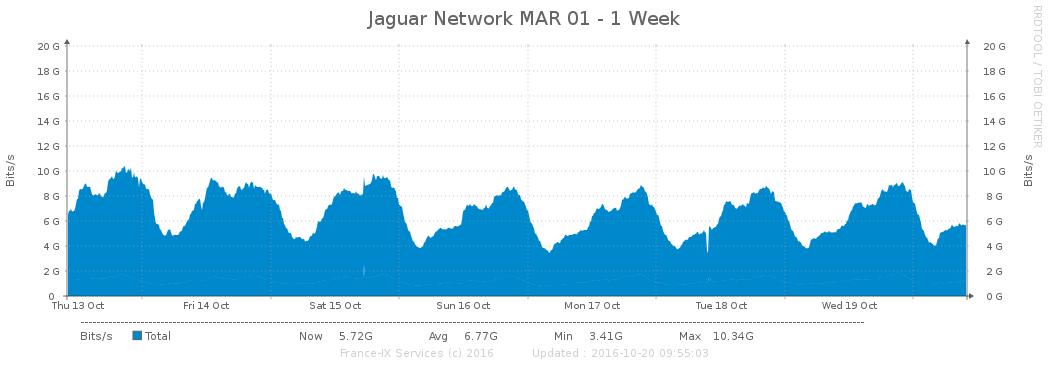 Jaguar Network MAR 01 - 1 Week
RRDTOOL / TOBI OETIKER
Bits/s
20 G 20 G
18 G 18 G
16 G 16 G
14 G 14 G
12 G 12 G
10 G 10 G
8 G 8 G
6 G 6 G
4 G 4 G
2 G 2 G
0 0 G
Bits/s
Thu 13 Oct Fri 14 Oct Sat 15 Oct Sun 16 Oct Mon 17 Oct Tue 18 Oct Wed 19 Oct
Bits/s Total Now 5.72G Avg 6.77G Min 3.41G Max 10.34G
France-IX Services (c) 2016 Updated : 2016-10-20 09:55:03